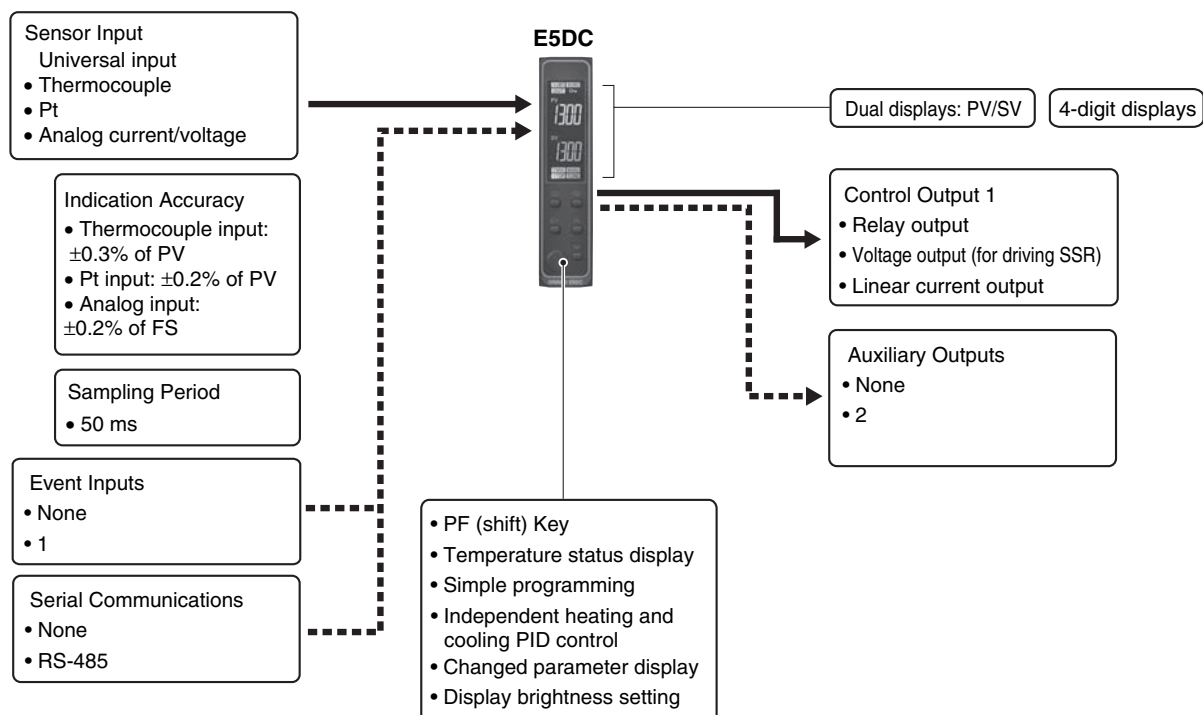 Sensor Input
Universal input
• Thermocouple
• Pt
• Analog current/voltage
Indication Accuracy
• Thermocouple input:
±0.3% of PV
• Pt input: ±0.2% of PV
• Analog input:
±0.2% of FS
Sampling Period
• 50 ms
Event Inputs
• None
• 1
Serial Communications
• None
• RS-485
E5DC
PV
1300
SV
1300
• PF (shift) Key
• Temperature status display
• Simple programming
• Independent heating and
cooling PID control
• Changed parameter display
• Display brightness setting
Dual displays: PV/SV
4-digit displays
Control Output 1
• Relay output
• Voltage output (for driving SSR)
• Linear current output
Auxiliary Outputs
• None
• 2